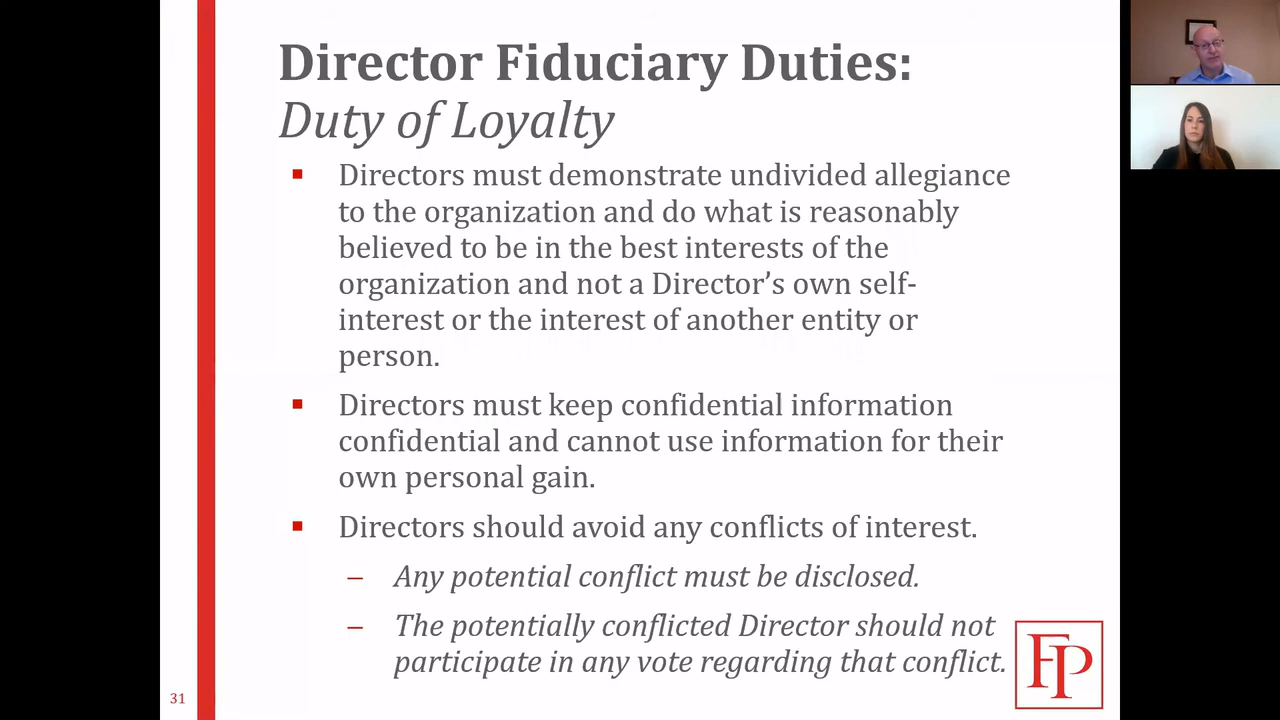 Director Fiduciary Duties:
Duty of Loyalty
Directors must demonstrate undivided allegiance
to the organization and do what is reasonably
believed to be in the best interests of the
organization and not a Director’s own self-
interest or the interest of another entity or
person.
Directors must keep confidential information
confidential and cannot use information for their
own personal gain.
Directors should avoid any conflicts of interest.
– Any potential conflict must be disclosed.
– The potentially conflicted Director should not
participate in any vote regarding that conflict.
FP
31